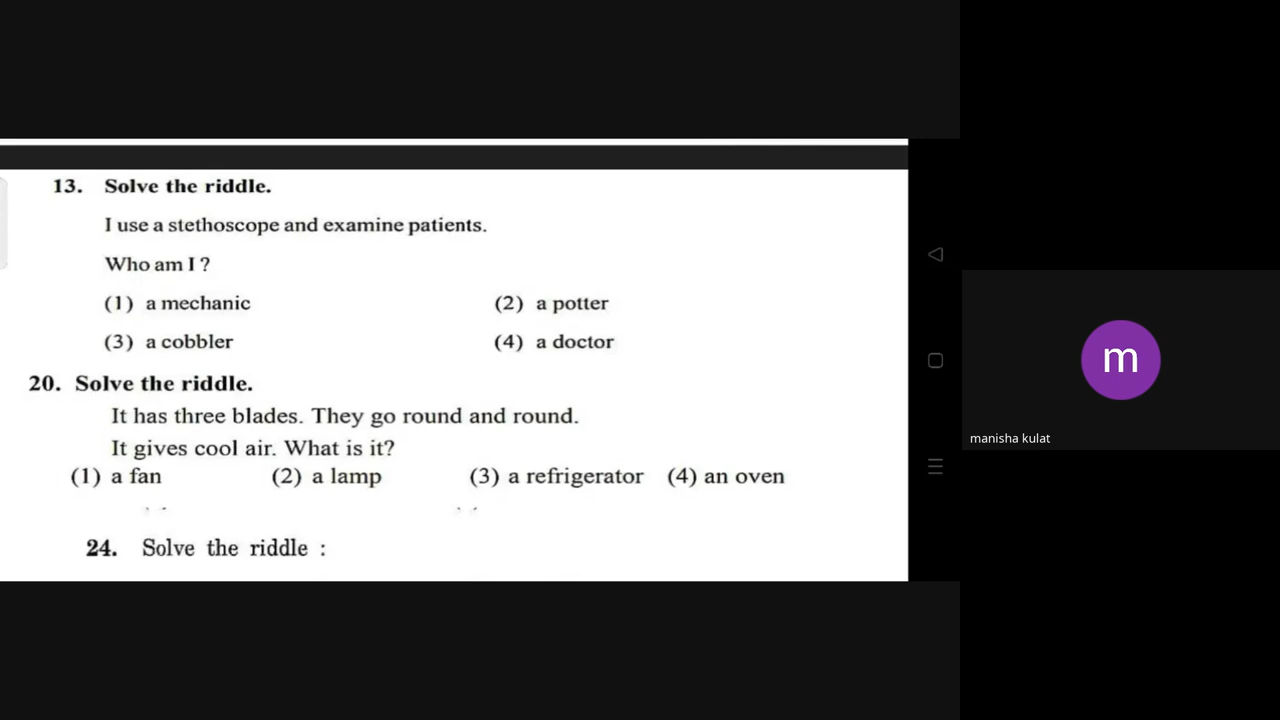 13. Solve the riddle.
I use a stethoscope and examine patients.
Who am I ?
(1) a mechanic (2) a potter
(3) a cobbler (4) a doctor
20. Solve the riddle.
It has three blades. They go round and round.
It gives cool air. What is it?
(1) a fan (2) a lamp (3) a refrigerator (4) an oven
24. Solve the riddle :
m
manisha kulat